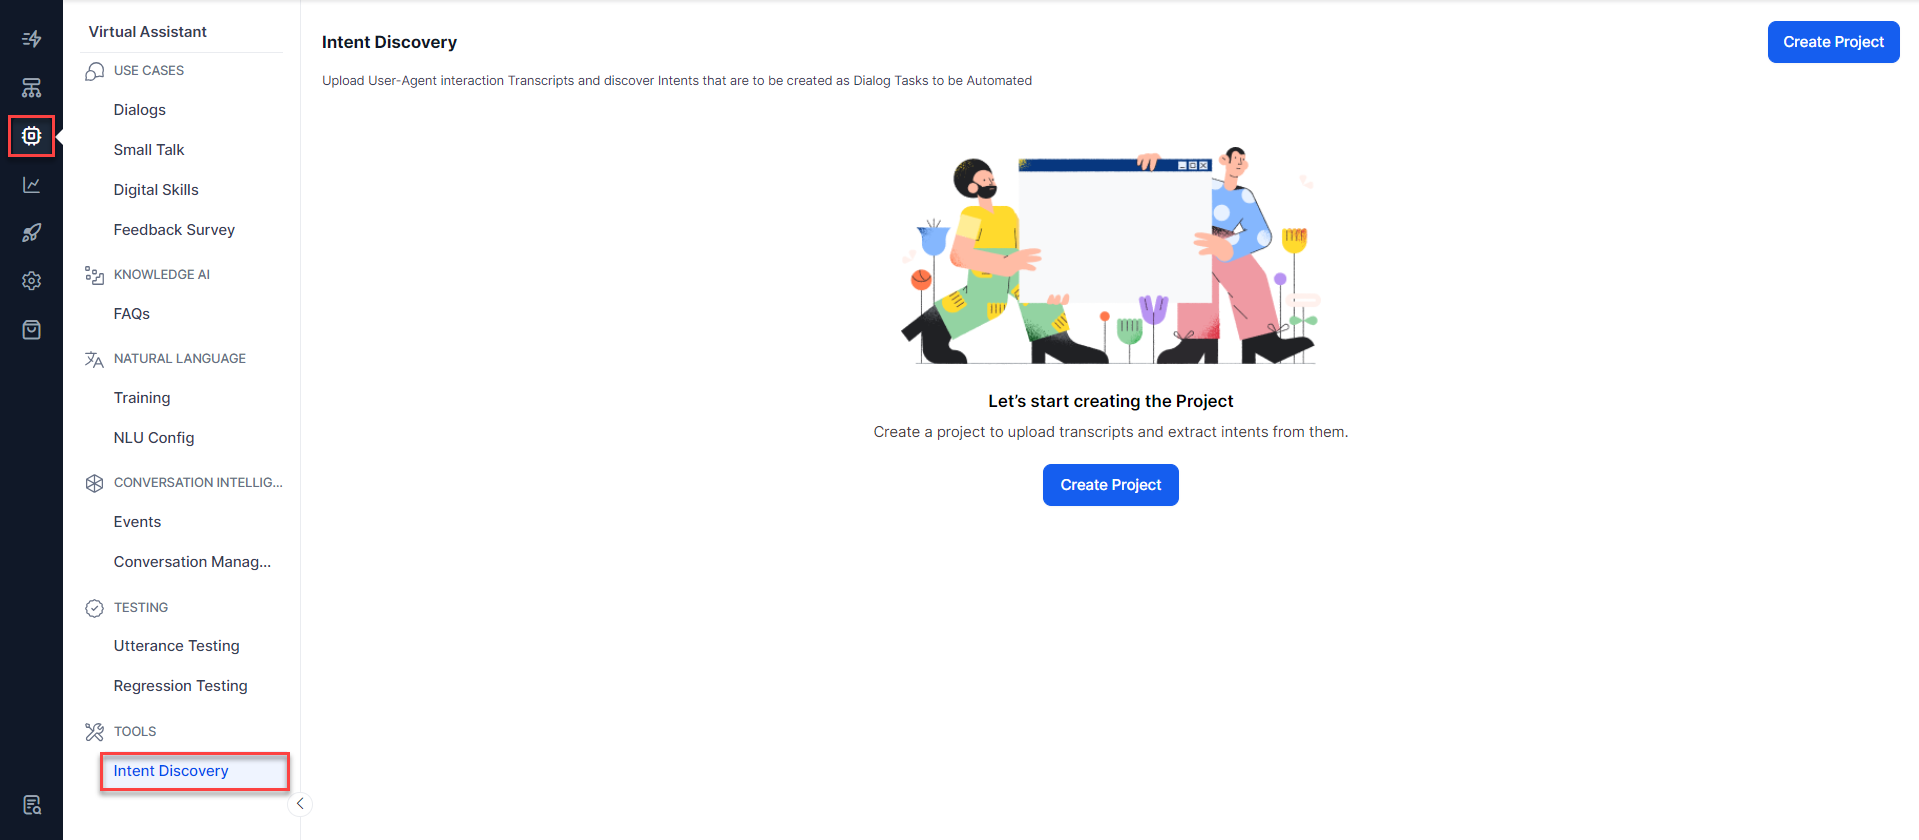 Virtual Assistant
USE CASES
Dialogs
Small Talk
Digital Skills
Feedback Survey
KNOWLEDGE AI
FAQs
NATURAL LANGUAGE
Training
NLU Config
CONVERSATION INTELLIG...
Events
Conversation Manag...
TESTING
Utterance Testing
Regression Testing
TOOLS
Intent Discovery
Intent Discovery
Create Project
Upload User-Agent interaction Transcripts and discover Intents that are to be created as Dialog Tasks to be Automated
Let’s start creating the Project
Create a project to upload transcripts and extract intents from them.
Create Project